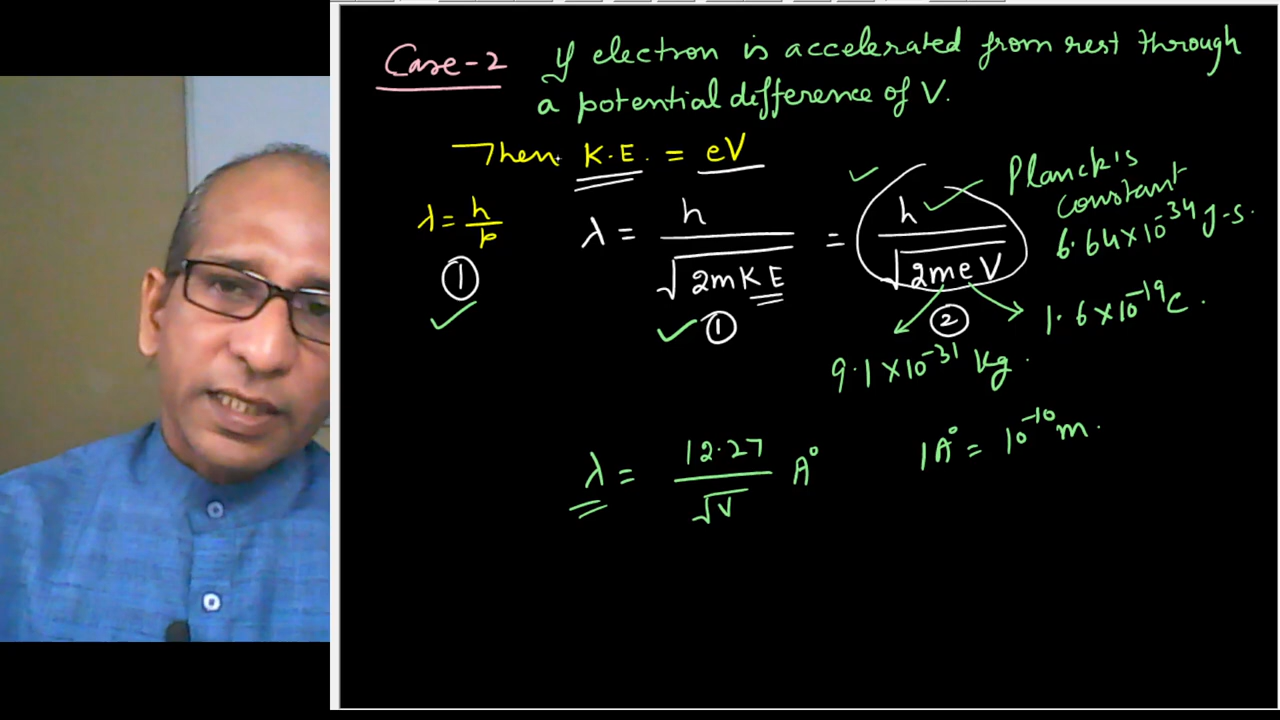 Case-2 If electron is accelerated from rest through
a potential difference of V.
Then K.E. = eV
λ = h/p
①
λ = h/√2mKE = h/√2meV
①
②
Planck's
constant
6.64×10⁻³⁴ J-s.
1.6×10⁻¹⁹C.
9.1×10⁻³¹ Kg.
λ = 12.27/√V A°
1A° = 10⁻¹⁰ m.